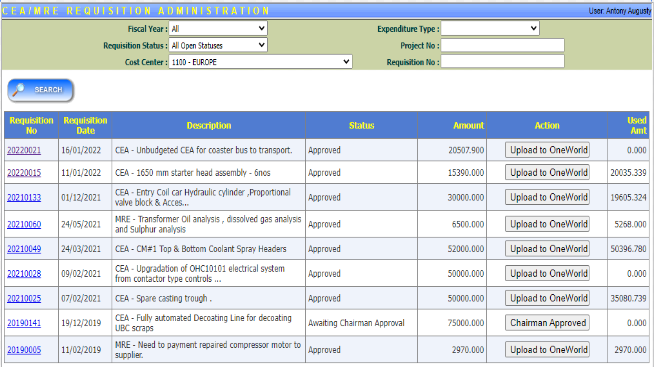 CEA/MRE REQUISITION ADMINISTRATION User: Antony Augusty
Fiscal Year : All Expenditure Type :
Requisition Status : All Open Statuses Project No :
Cost Center : 1100 - EUROPE Requisition No :
SEARCH
Requisition No Requisition Date Description Status Amount Action Used Amt
20220021 16/01/2022 CEA - Unbudgeted CEA for coaster bus to transport. Approved 20507.900 Upload to OneWorld 0.000
20220015 11/01/2022 CEA - 1650 mm starter head assembly - 6nos Approved 15390.000 Upload to OneWorld 20035.339
20210133 01/12/2021 CEA - Entry Coil car Hydraulic cylinder ,Proportional valve block & Acces... Approved 30000.000 Upload to OneWorld 19605.324
20210060 24/05/2021 MRE - Transformer Oil analysis , dissolved gas analysis and Sulphur analysis Approved 6500.000 Upload to OneWorld 5268.000
20210049 24/03/2021 CEA - CM#1 Top & Bottom Coolant Spray Headers Approved 52000.000 Upload to OneWorld 50396.780
20210028 09/02/2021 CEA - Upgradation of OHC10101 electrical system from contactor type controls ... Approved 50000.000 Upload to OneWorld 0.000
20210025 07/02/2021 CEA - Spare casting trough . Approved 50000.000 Upload to OneWorld 35080.739
20190141 19/12/2019 CEA - Fully automated Decoating Line for decoating UBC scraps Awaiting Chairman Approval 75000.000 Chairman Approved 0.000
20190005 11/02/2019 MRE - Need to payment repaired compressor motor to supplier. Approved 2970.000 Upload to OneWorld 2970.000